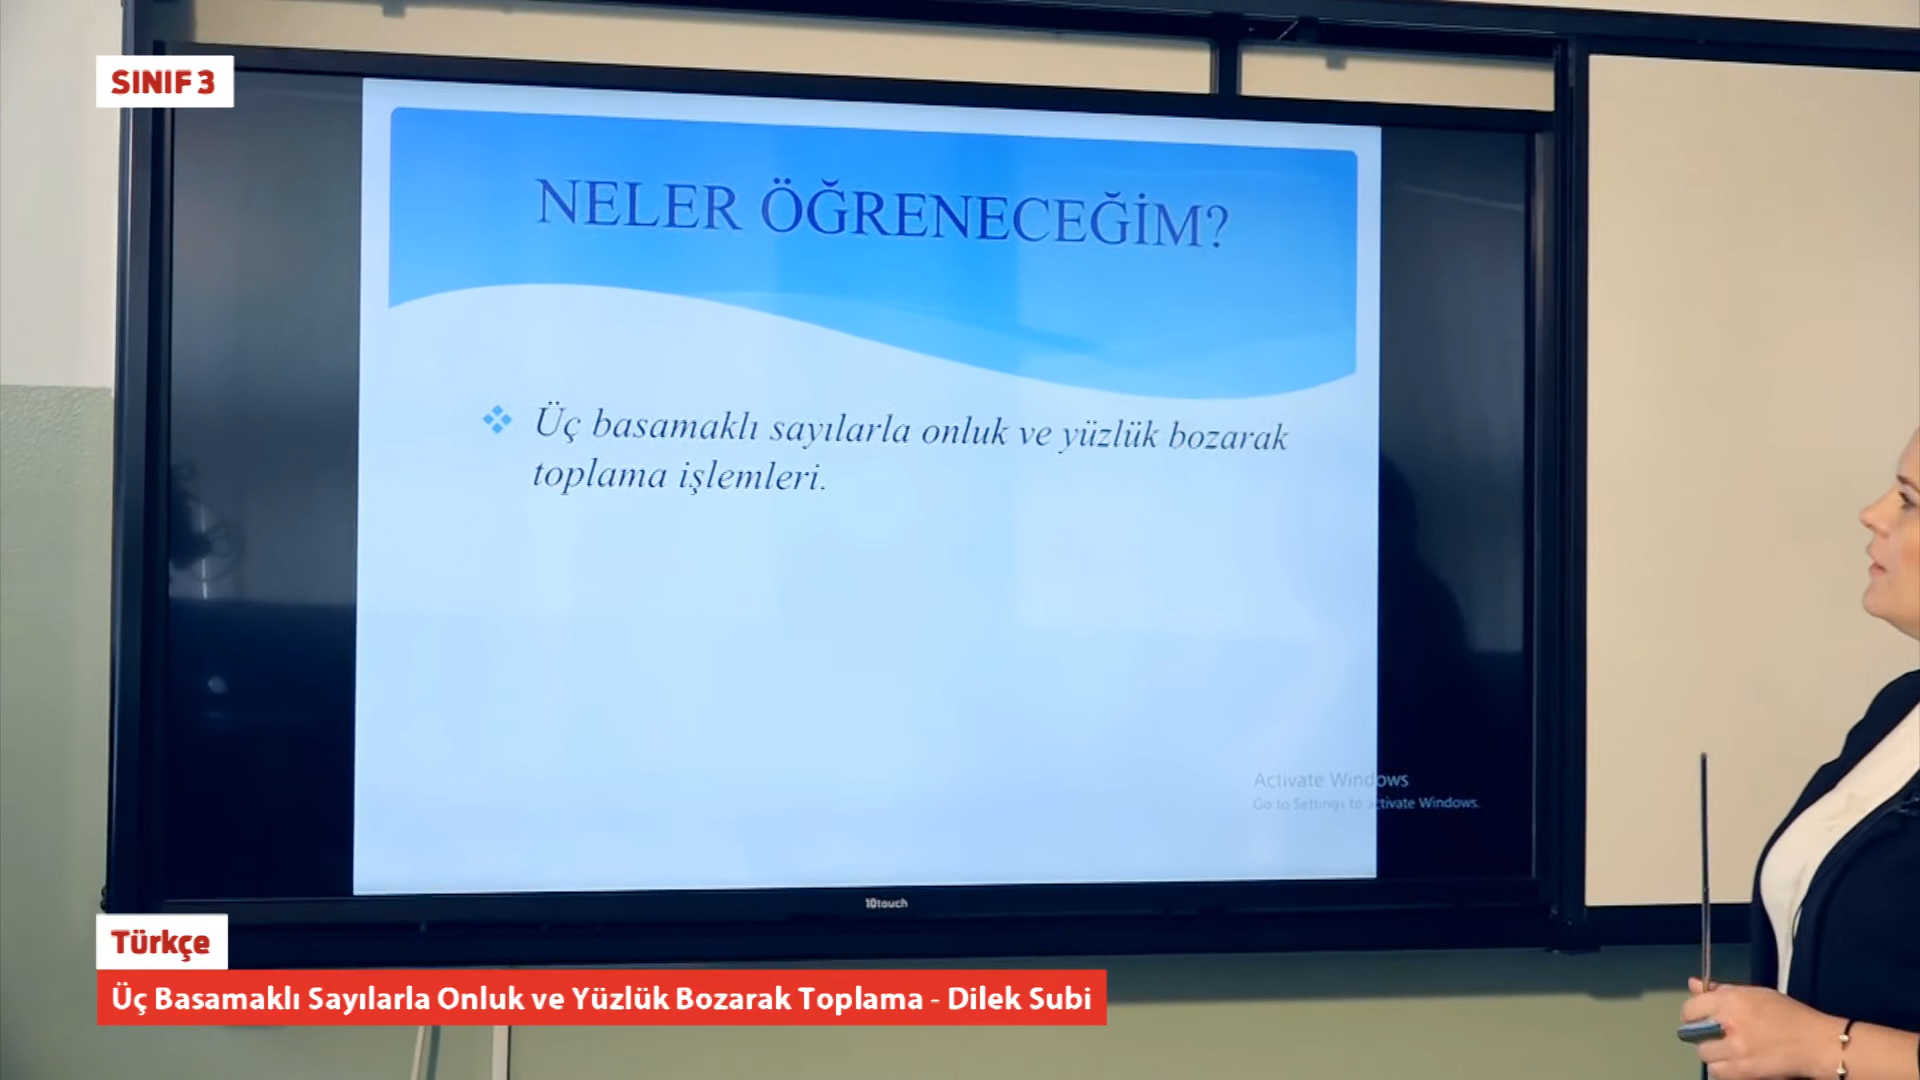 SINIF 3
NELER ÖĞRENECEĞİM?
Üç basamaklı sayılarla onluk ve yüzlük bozarak
toplama işlemleri.
Activate Windows
Go to Settings to activate Windows.
10touch
Türkçe
Üç Basamaklı Sayılarla Onluk ve Yüzlük Bozarak Toplama - Dilek Subi